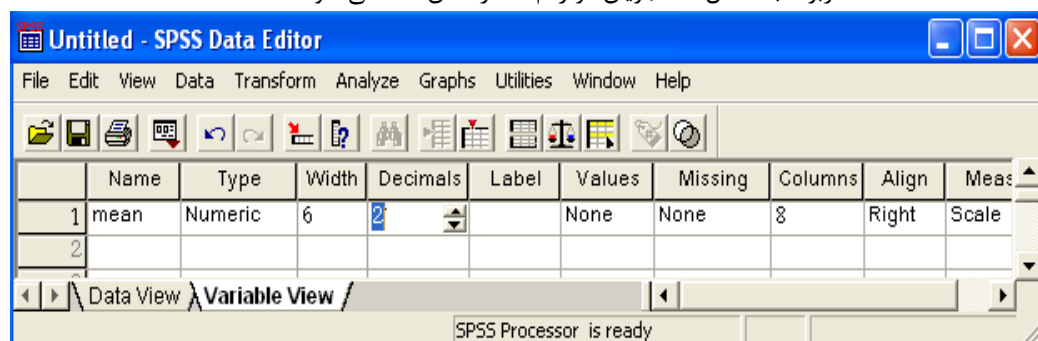 Untitled - SPSS Data Editor
File Edit View Data Transform Analyze Graphs Utilities Window Help
Name Type Width Decimals Label Values Missing Columns Align Meas
1 mean Numeric 6 2 None None 8 Right Scale
2
Data View Variable View
SPSS Processor is ready